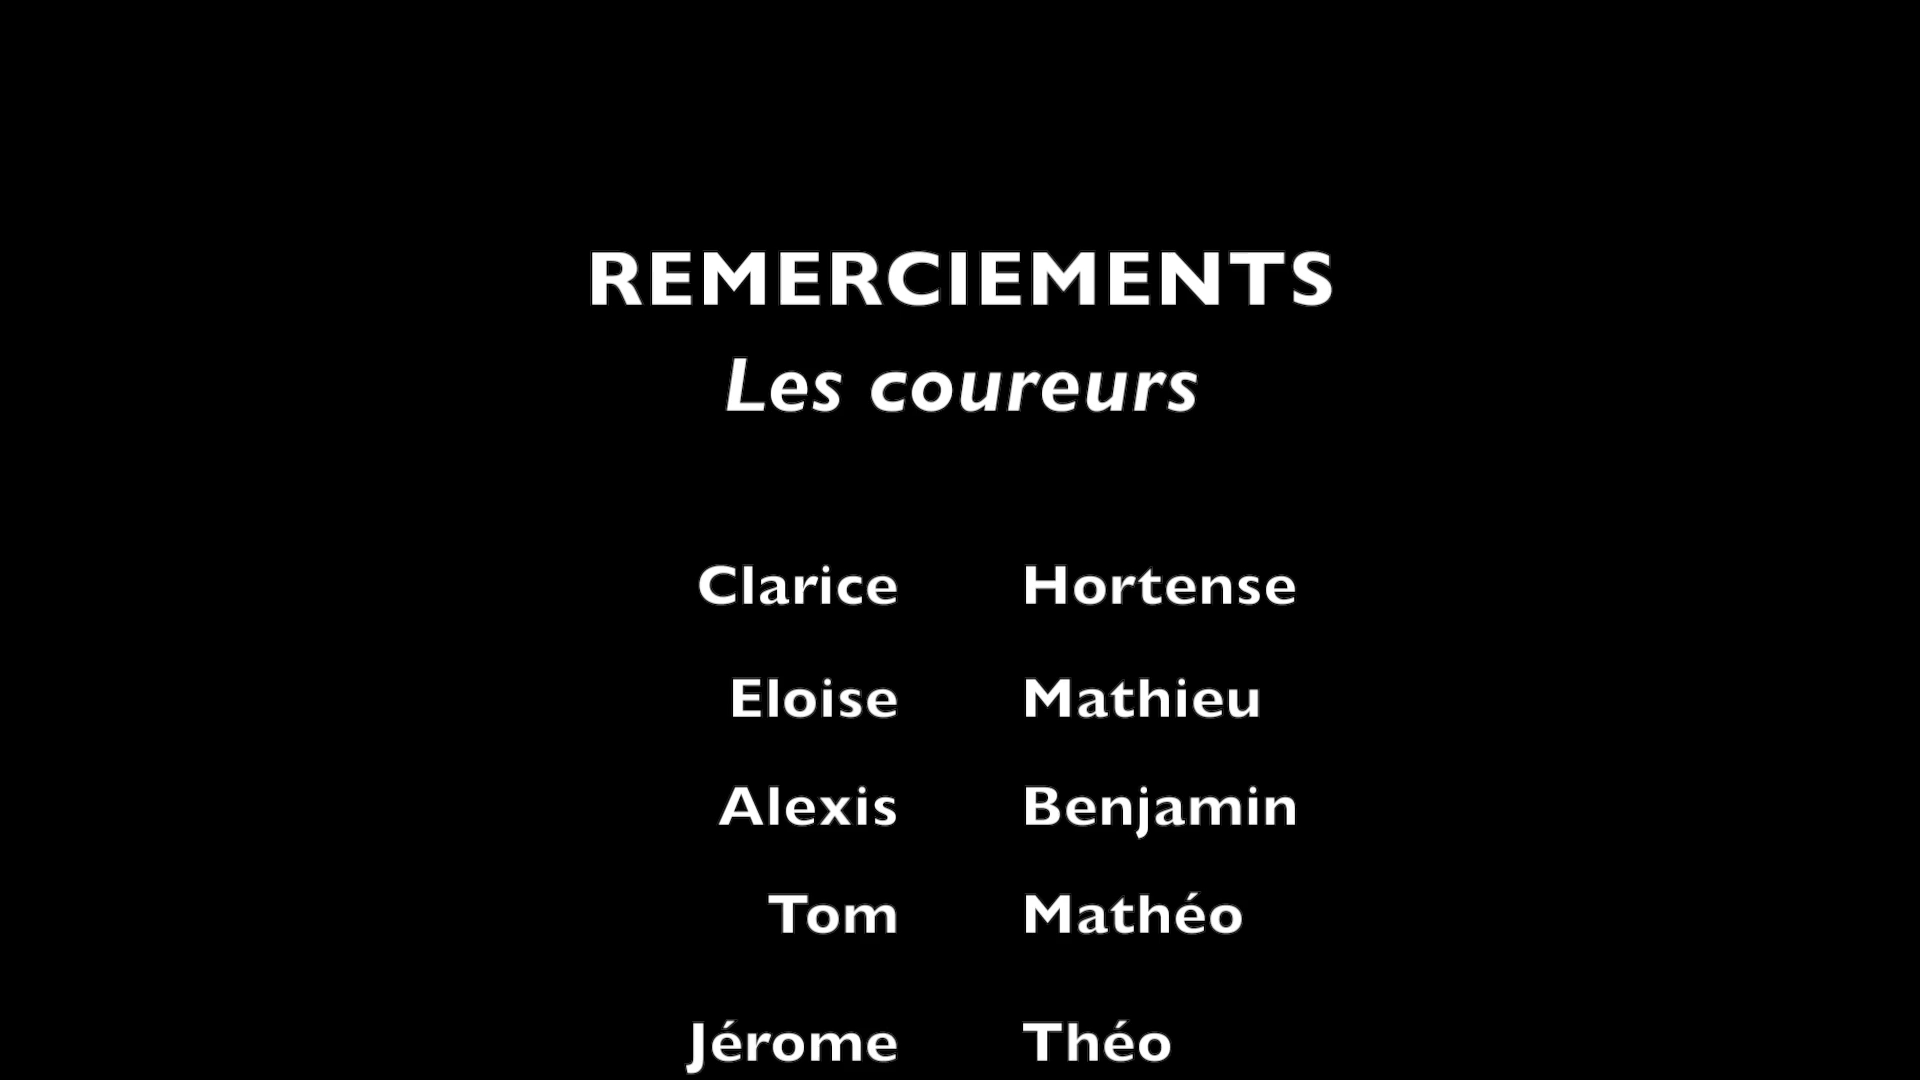 REMERCIEMENTS
Les coureurs
Clarice Hortense
Eloise Mathieu
Alexis Benjamin
Tom Mathéo
Jérome Théo